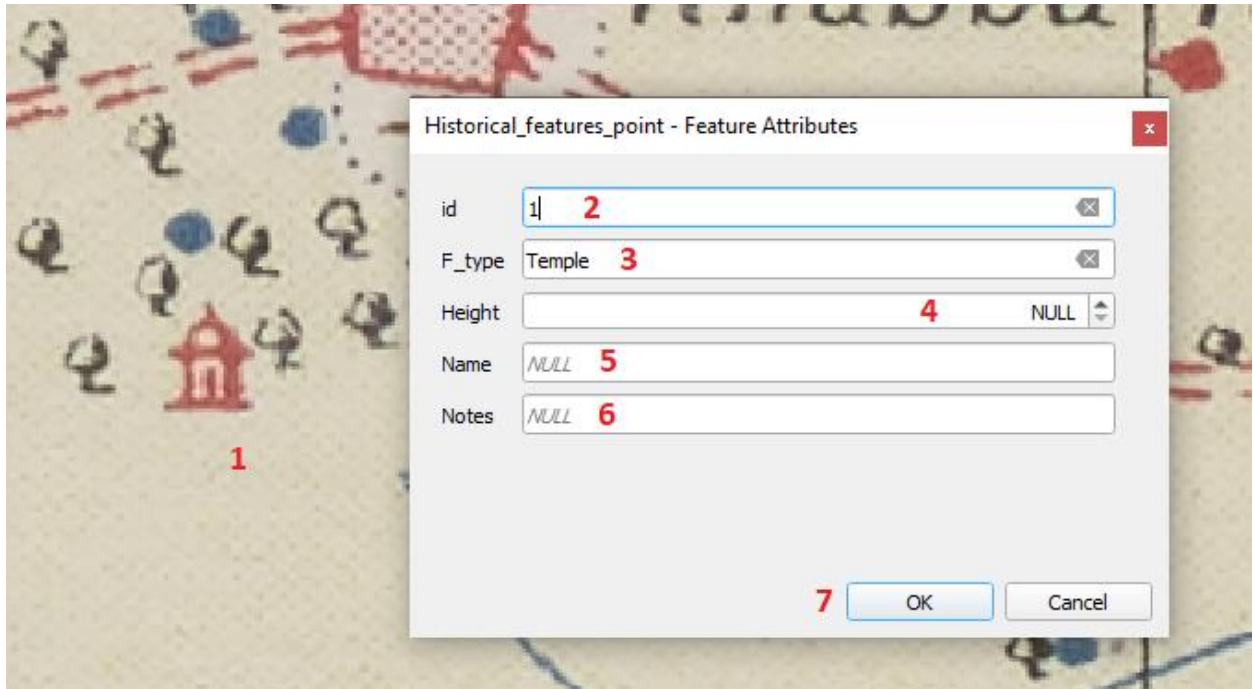 Historical_features_point - Feature Attributes
x
id 1 2
F_type Temple 3
Height 4 NULL
Name NULL 5
Notes NULL 6
1
7 OK Cancel